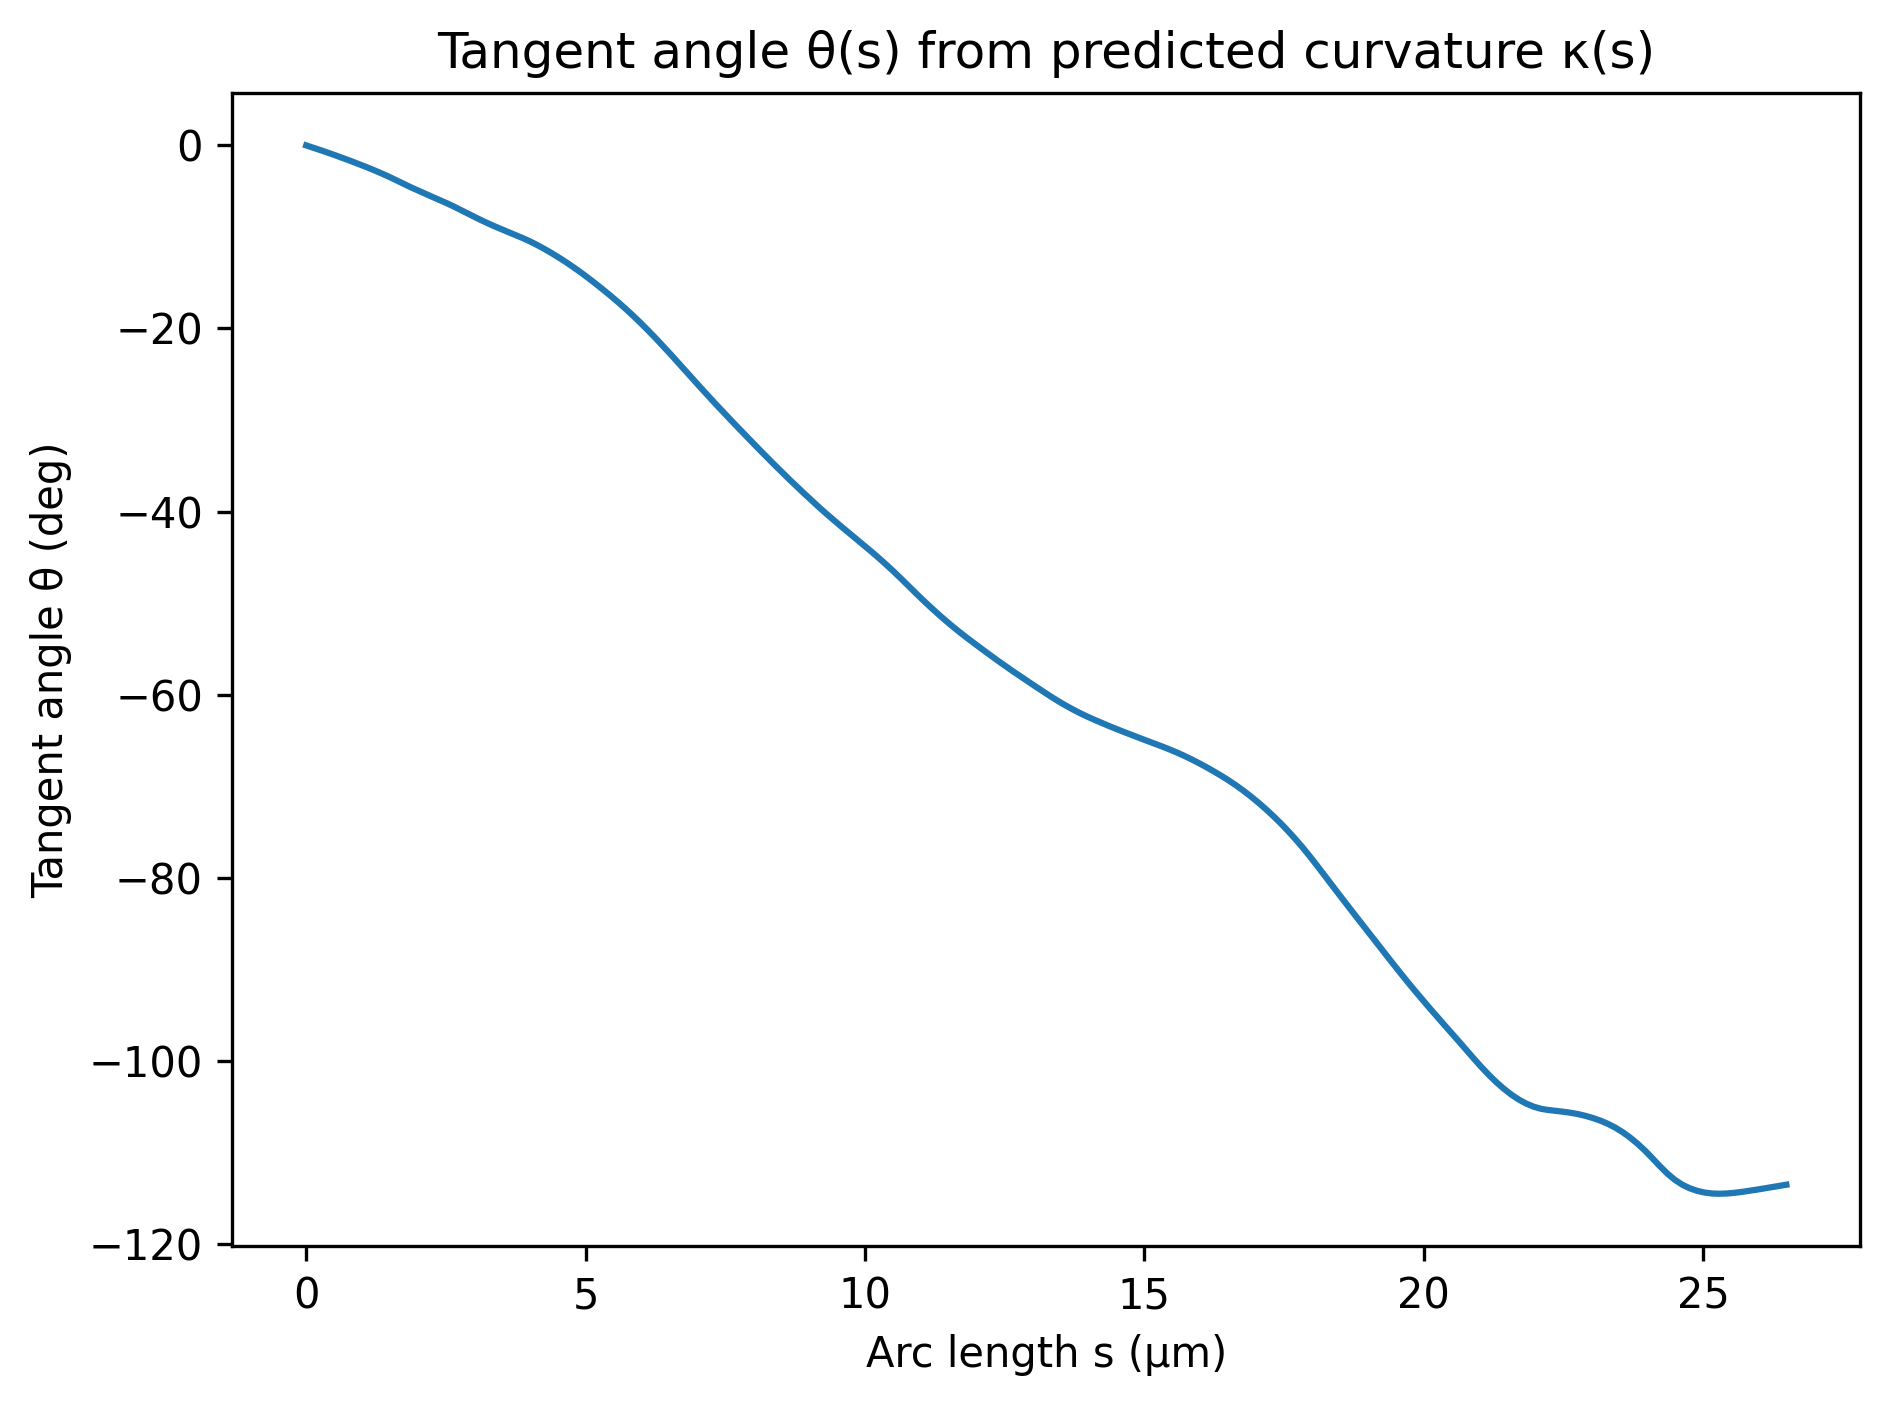 Tangent angle θ(s) from predicted curvature κ(s)
0
−20
−40
−60
−80
−100
−120
Tangent angle θ (deg)
0 5 10 15 20 25
Arc length s (μm)